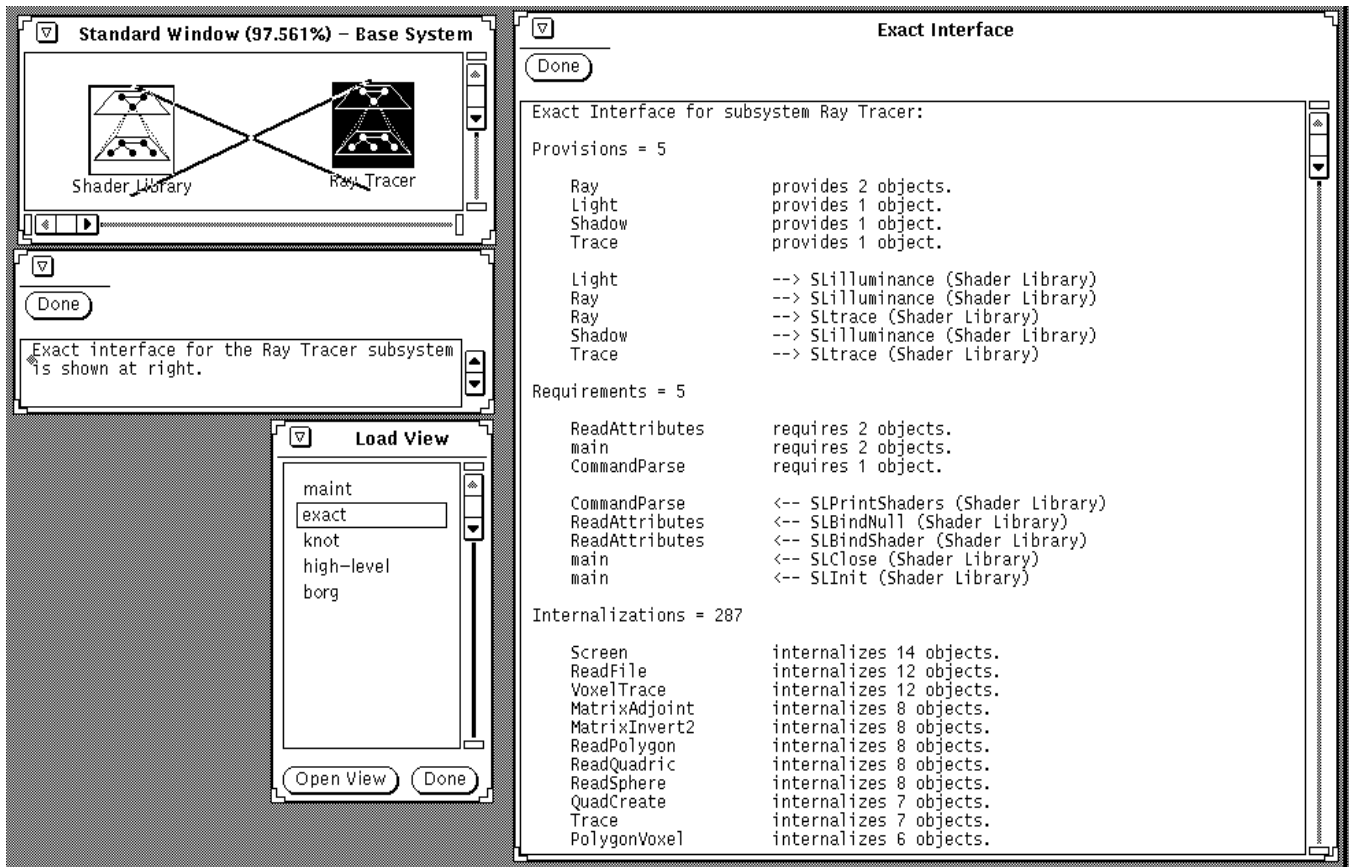 Standard Window (97.561%) – Base System
Shader Library
Ray Tracer
Done
Exact interface for the Ray Tracer subsystem
is shown at right.
Load View
maint
exact
knot
high–level
borg
Open View
Done
Exact Interface
Done
Exact Interface for subsystem Ray Tracer:
Provisions = 5
Ray provides 2 objects.
Light provides 1 object.
Shadow provides 1 object.
Trace provides 1 object.
Light --> SLilluminance (Shader Library)
Ray --> SLilluminance (Shader Library)
Ray --> SLtrace (Shader Library)
Shadow --> SLilluminance (Shader Library)
Trace --> SLtrace (Shader Library)
Requirements = 5
ReadAttributes requires 2 objects.
main requires 2 objects.
CommandParse requires 1 object.
CommandParse <-- SLPrintShaders (Shader Library)
ReadAttributes <-- SLBindNull (Shader Library)
ReadAttributes <-- SLBindShader (Shader Library)
main <-- SLClose (Shader Library)
main <-- SLInit (Shader Library)
Internalizations = 287
Screen internalizes 14 objects.
ReadFile internalizes 12 objects.
VoxelTrace internalizes 12 objects.
MatrixAdjoint internalizes 8 objects.
MatrixInvert2 internalizes 8 objects.
ReadPolygon internalizes 8 objects.
ReadQuadric internalizes 8 objects.
ReadSphere internalizes 8 objects.
QuadCreate internalizes 7 objects.
Trace internalizes 7 objects.
PolygonVoxel internalizes 6 objects.